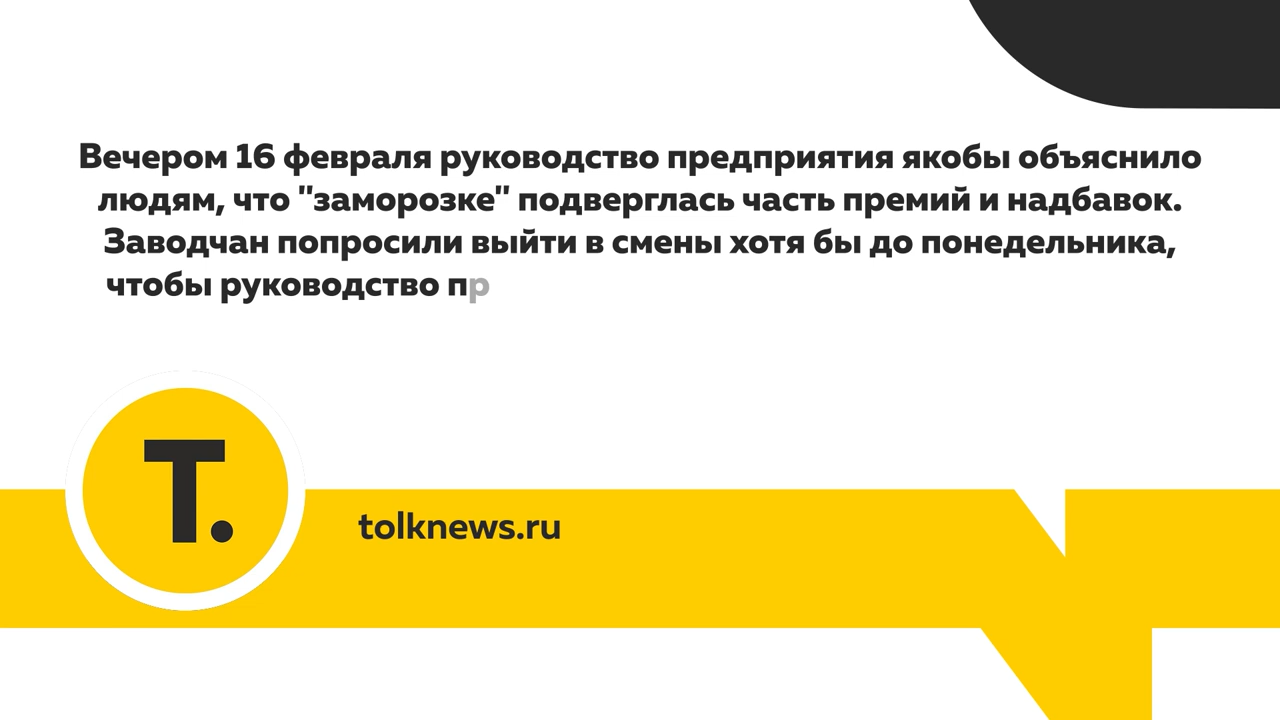 Вечером 16 февраля руководство предприятия якобы объяснило
людям, что "заморозке" подверглась часть премий и надбавок.
Заводчан попросили выйти в смены хотя бы до понедельника,
чтобы руководство пр
Т.
tolknews.ru